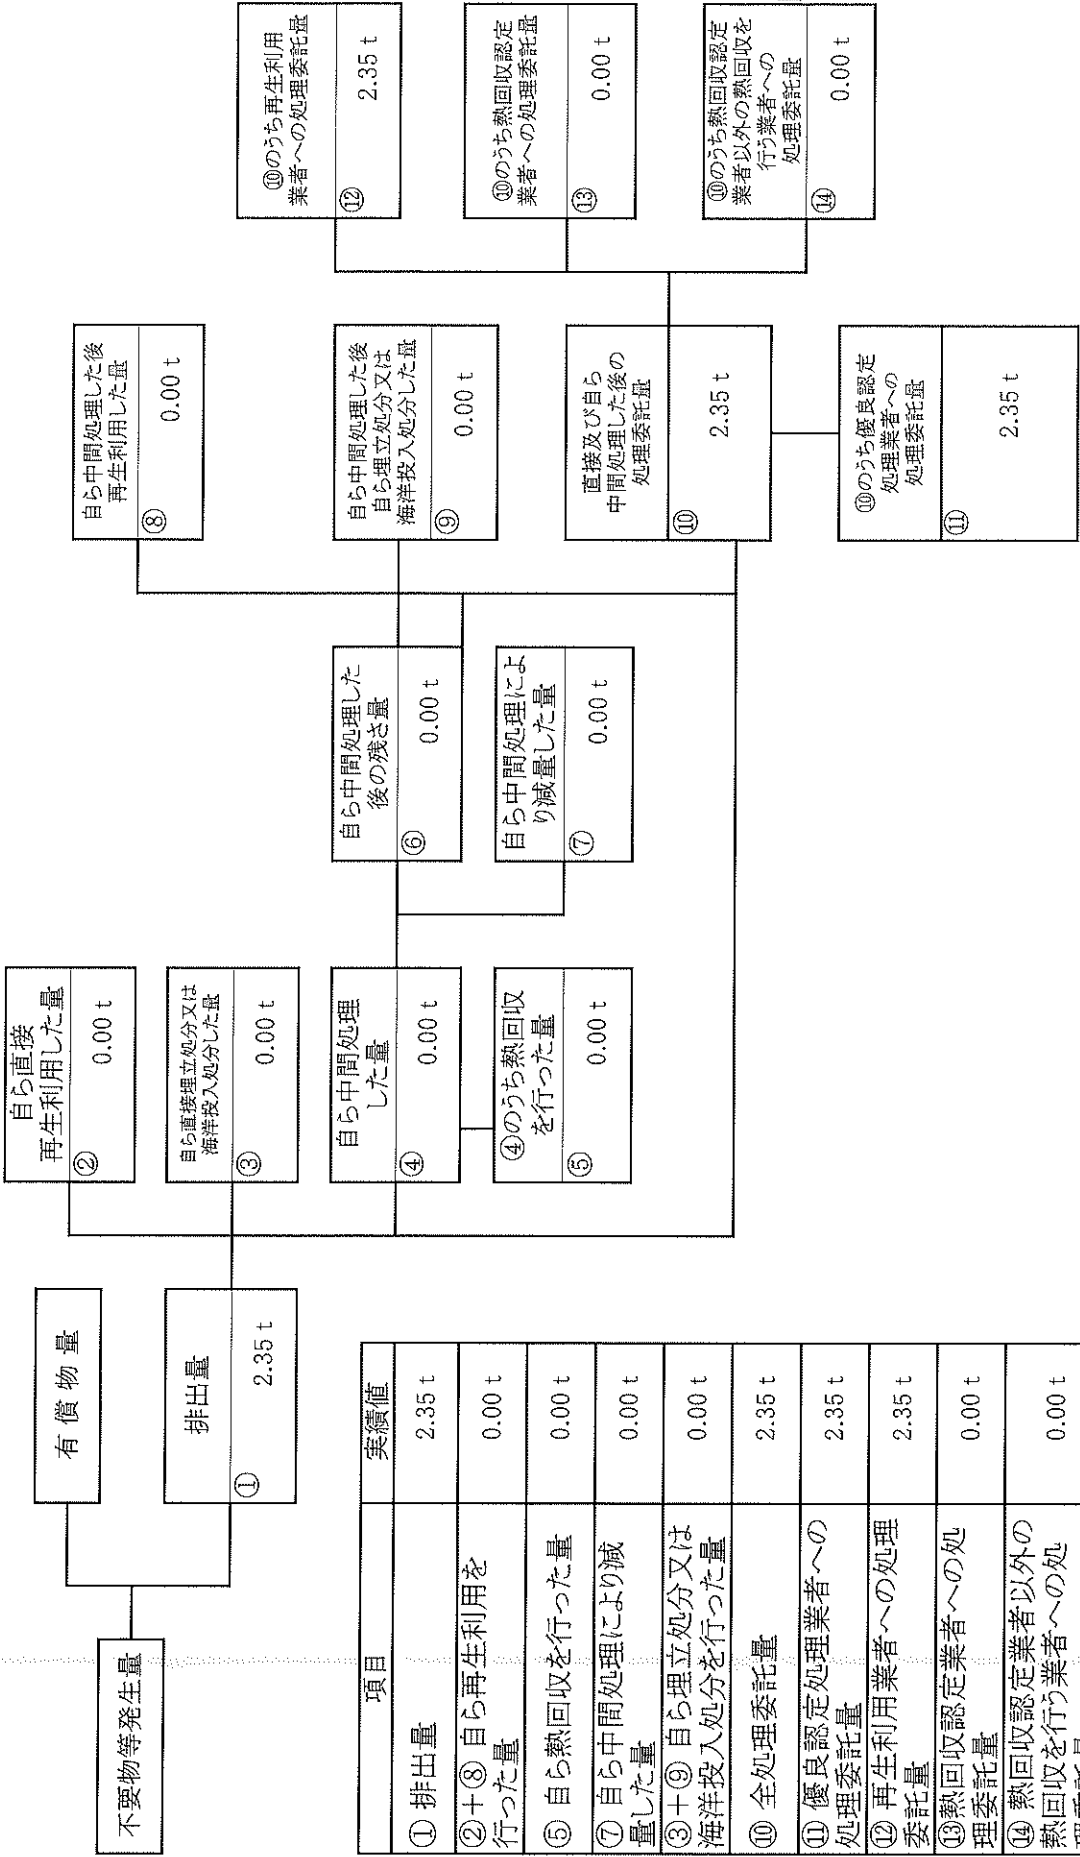 不要物等発生量
有償物量
排出量
①
2.35 t
自ら直接
再生利用した量
②
0.00 t
自ら直接埋立処分又は
海洋投入処分した量
③
0.00 t
自ら中間処理
した量
④
0.00 t
④のうち熱回収
を行った量
⑤
0.00 t
自ら中間処理した
後の残さ量
⑥
0.00 t
自ら中間処理によ
り減量した量
⑦
0.00 t
自ら中間処理した後
再生利用した量
⑧
0.00 t
自ら中間処理した後
自ら埋立処分又は
海洋投入処分した量
⑨
0.00 t
直接及び自ら
中間処理した後の
処理委託量
⑩
2.35 t
⑩のうち優良認定
処理業者への
処理委託量
⑪
2.35 t
⑩のうち再生利用
業者への処理委託量
⑫
2.35 t
⑩のうち熱回収認定
業者への処理委託量
⑬
0.00 t
⑩のうち熱回収認定
業者以外の熱回収を
行う業者への
処理委託量
⑭
0.00 t
項目 実績値
① 排出量 2.35 t
②+⑧ 自ら再生利用を
行った量 0.00 t
⑤ 自ら熱回収を行った量 0.00 t
⑦ 自ら中間処理により減
量した量 0.00 t
③+⑨ 自ら埋立処分又は
海洋投入処分を行った量 0.00 t
⑩ 全処理委託量 2.35 t
⑪ 優良認定処理業者への
処理委託量 2.35 t
⑫ 再生利用業者への処理
委託量 2.35 t
⑬熱回収認定業者への処
理委託量 0.00 t
⑭ 熱回収認定業者以外の
熱回収を行う業者への処 0.00 t